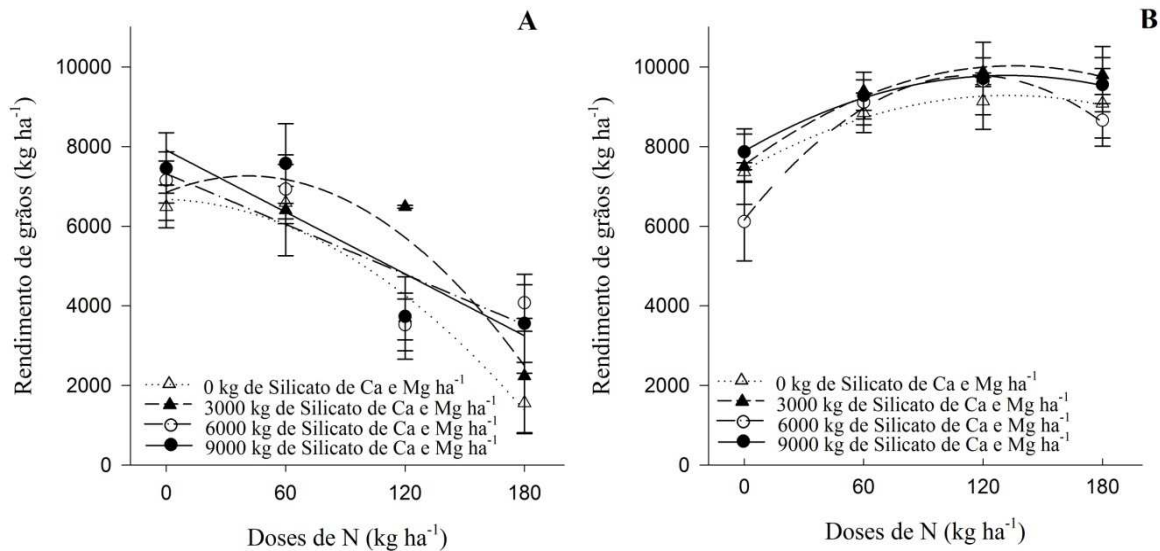 A
Rendimento de grãos (kg ha⁻¹)
10000
8000
6000
4000
2000
0
0 kg de Silicato de Ca e Mg ha⁻¹
3000 kg de Silicato de Ca e Mg ha⁻¹
6000 kg de Silicato de Ca e Mg ha⁻¹
9000 kg de Silicato de Ca e Mg ha⁻¹
0 60 120 180
Doses de N (kg ha⁻¹)
B
Rendimento de grãos (kg ha⁻¹)
10000
8000
6000
4000
2000
0
0 kg de Silicato de Ca e Mg ha⁻¹
3000 kg de Silicato de Ca e Mg ha⁻¹
6000 kg de Silicato de Ca e Mg ha⁻¹
9000 kg de Silicato de Ca e Mg ha⁻¹
0 60 120 180
Doses de N (kg ha⁻¹)